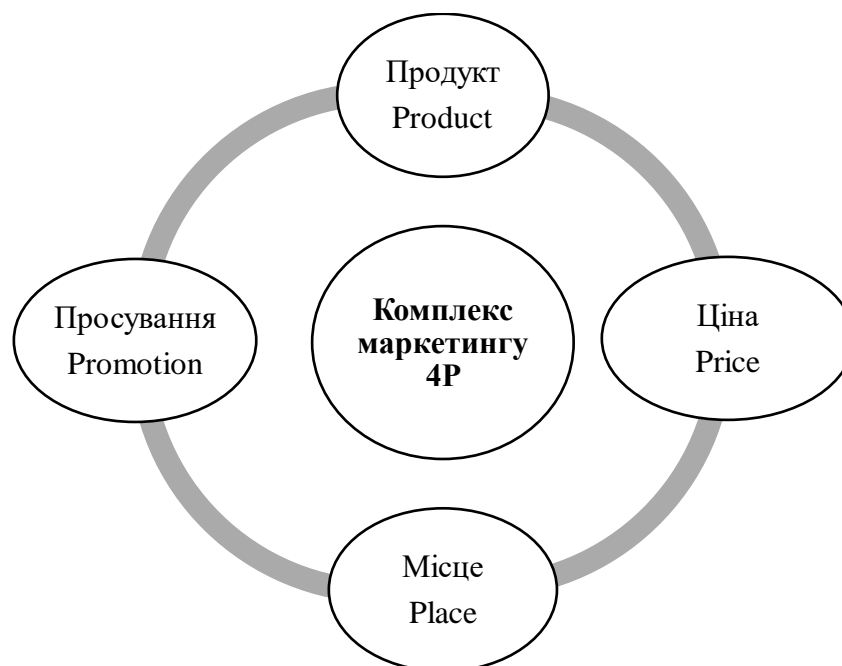 Продукт
Product
Просування
Promotion
Комплекс
маркетингу
4P
Ціна
Price
Місце
Place